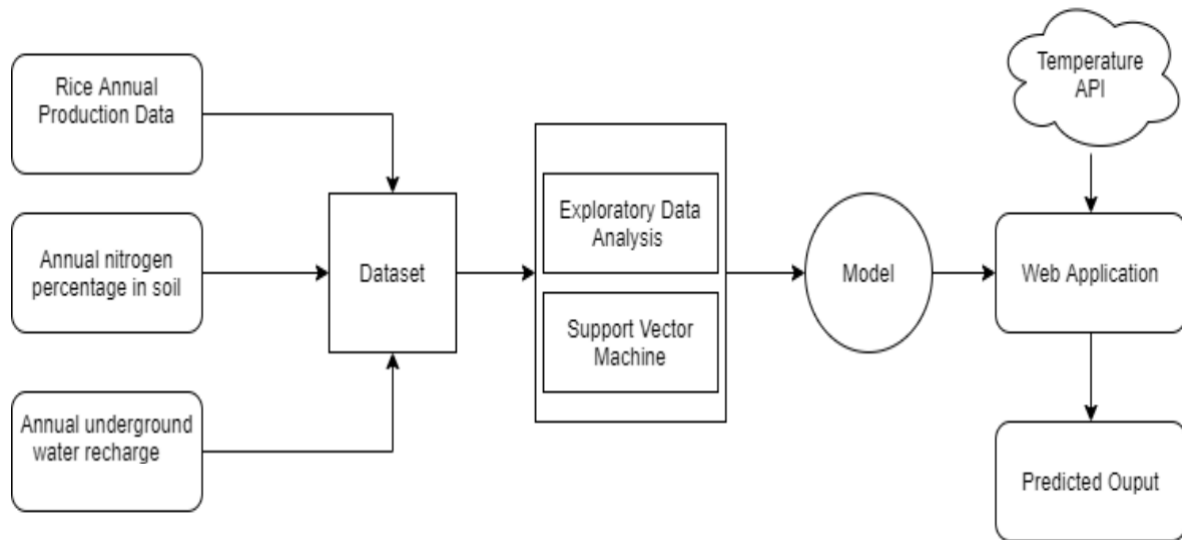 Rice Annual
Production Data
Annual nitrogen
percentage in soil
Annual underground
water recharge
Dataset
Exploratory Data
Analysis
Support Vector
Machine
Model
Temperature
API
Web Application
Predicted Ouput